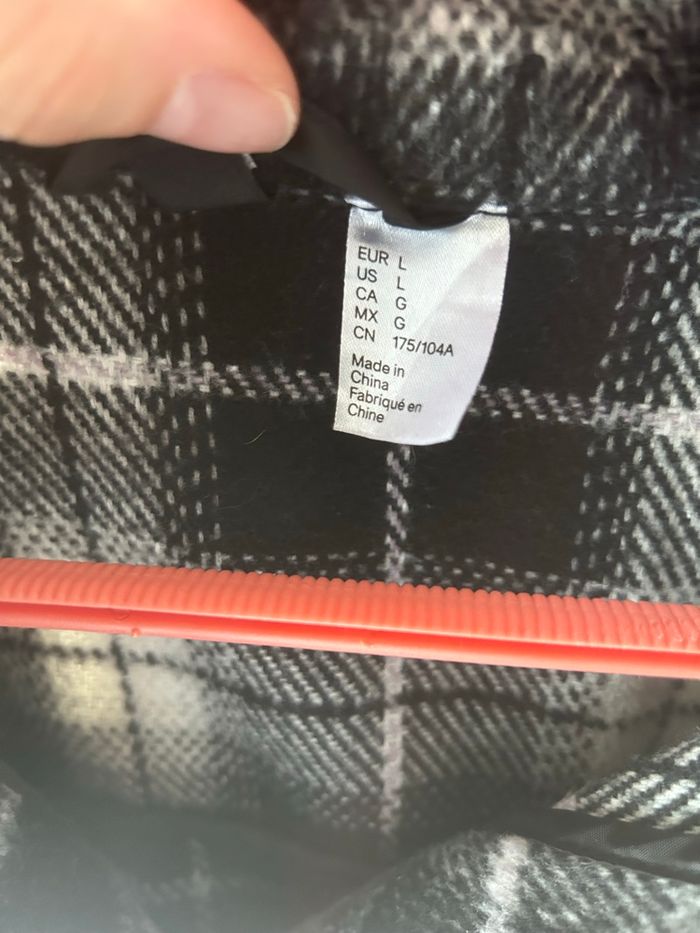 EUR L
US L
CA G
MX G
CN 175/104A
Made in
China
Fabriqué en
Chine